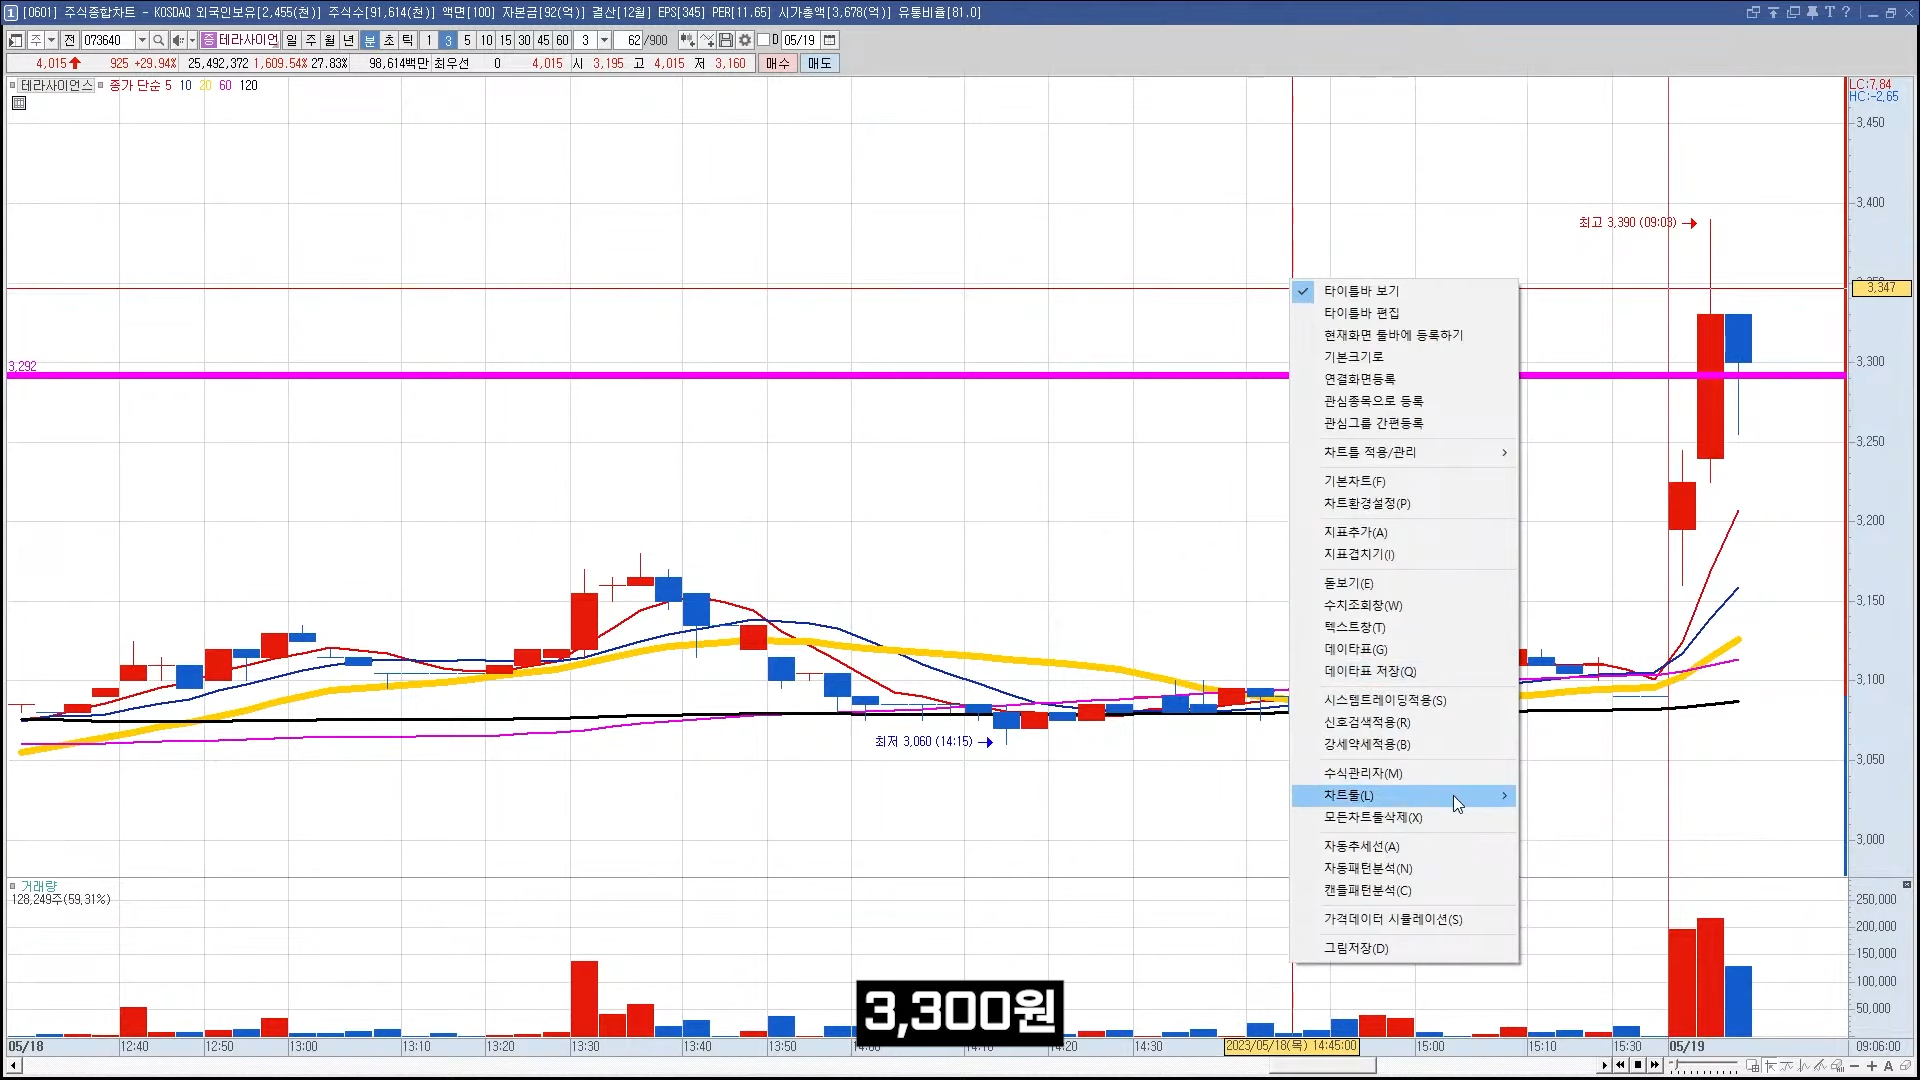 1 [0601] 주식종합차트 - KOSDAQ 외국인보유[2,455(천)] 주식수[91,614(천)] 액면[100] 자본금[92(억)] 결산[12월] EPS[345] PER[11.65] 시가총액[3,678(억)] 유통비율[81.0] T ?
주 전 073640 증 테라사이언 일 주 월 년 분 초 틱 1 3 5 10 15 30 45 60 3 62 /900 D 05/19
4,015 925 +29.94% 25,492,372 1,609.54% 27.83% 98,614백만 최우선 0 4,015 시 3,195 고 4,015 저 3,160 매수 매도
테라사이언스 종가 단순 5 10 20 60 120
LC:7.84
HC:-2.65
3,450
3,400
최고 3,390 (09:03)
3,347
3,292
3,300
3,250
3,200
3,150
3,100
최저 3,060 (14:15)
3,050
3,000
타이틀바 보기
타이틀바 편집
현재화면 툴바에 등록하기
기본크기로
연결화면등록
관심종목으로 등록
관심그룹 간편등록
차트틀 적용/관리
기본차트(F)
차트환경설정(P)
지표추가(A)
지표겹치기(I)
돋보기(E)
수치조회창(W)
텍스트창(T)
데이타표(G)
데이타표 저장(Q)
시스템트레이딩적용(S)
신호검색적용(R)
강세약세적용(B)
수식관리자(M)
차트툴(L)
모든차트툴삭제(X)
자동추세선(A)
자동패턴분석(N)
캔들패턴분석(C)
가격데이터 시뮬레이션(S)
그림저장(D)
거래량
128,249주(59.31%)
250,000
200,000
150,000
100,000
50,000
3,300원
05/18 12:40 12:50 13:00 13:10 13:20 13:30 13:40 13:50 14:00 14:20 14:30 2023/05/18(목) 14:45:00 15:00 15:10 15:30 05/19 09:06:00
A